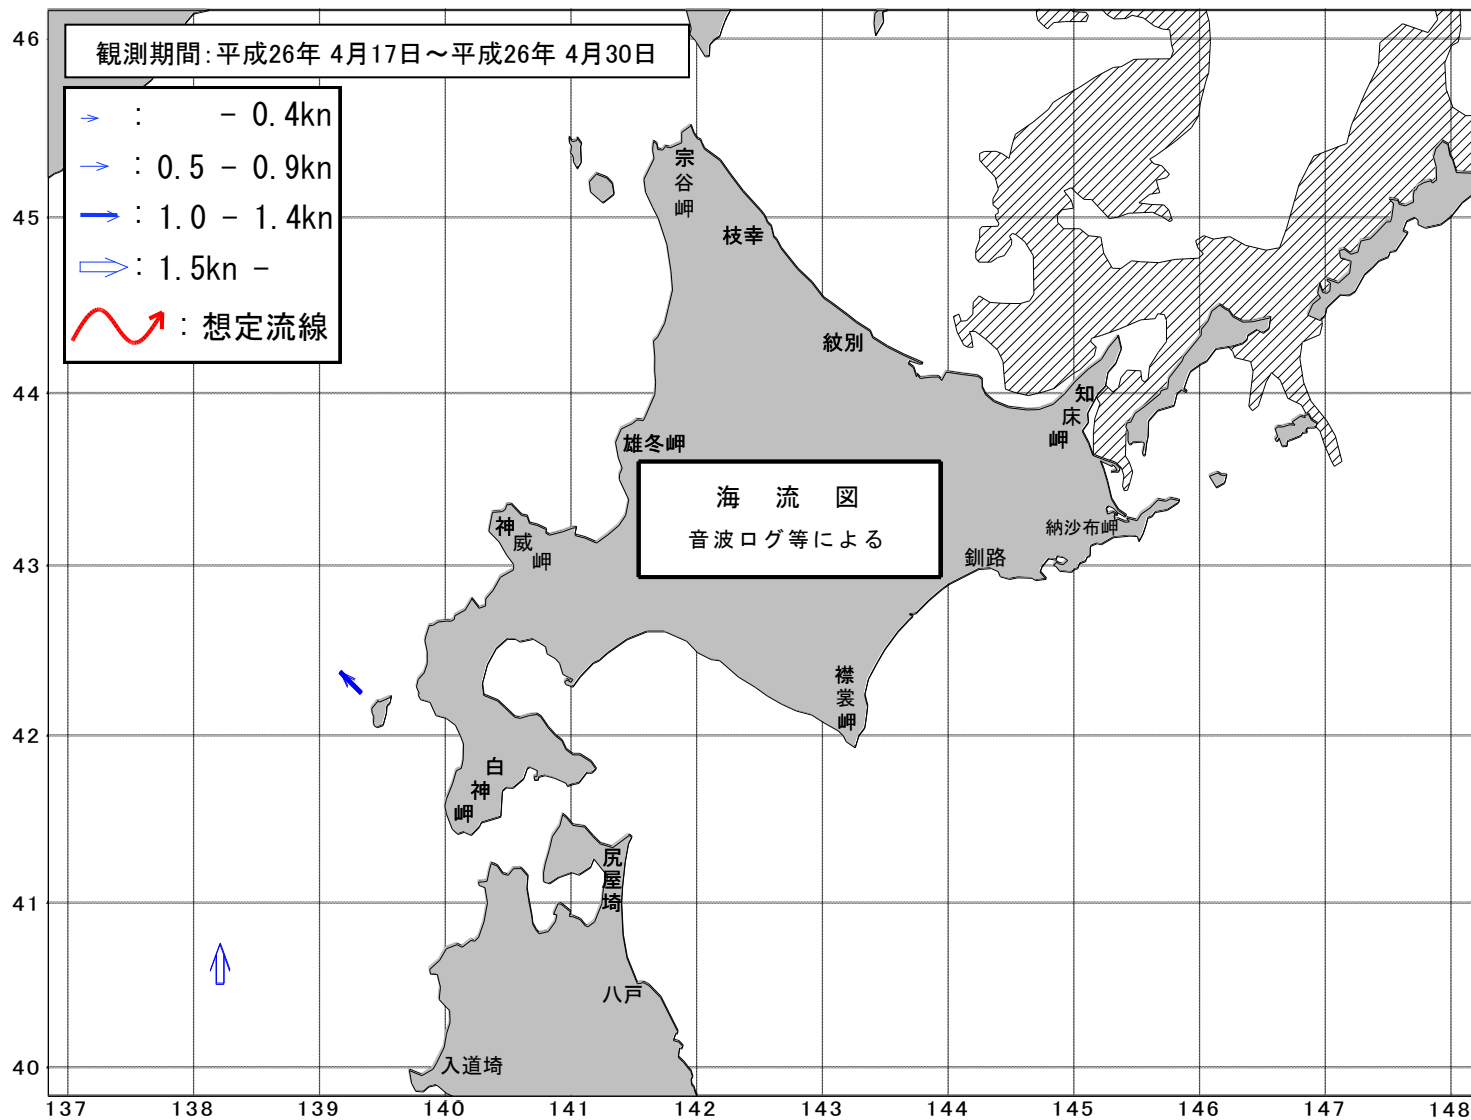 観測期間:平成26年 4月17日～平成26年 4月30日
: - 0.4kn
: 0.5 - 0.9kn
: 1.0 - 1.4kn
: 1.5kn -
: 想定流線
宗谷岬
枝幸
紋別
知床岬
雄冬岬
海 流 図
音波ログ等による
神威岬
納沙布岬
釧路
襟裳岬
白神岬
尻屋埼
八戸
入道埼
46
45
44
43
42
41
40
137 138 139 140 141 142 143 144 145 146 147 148